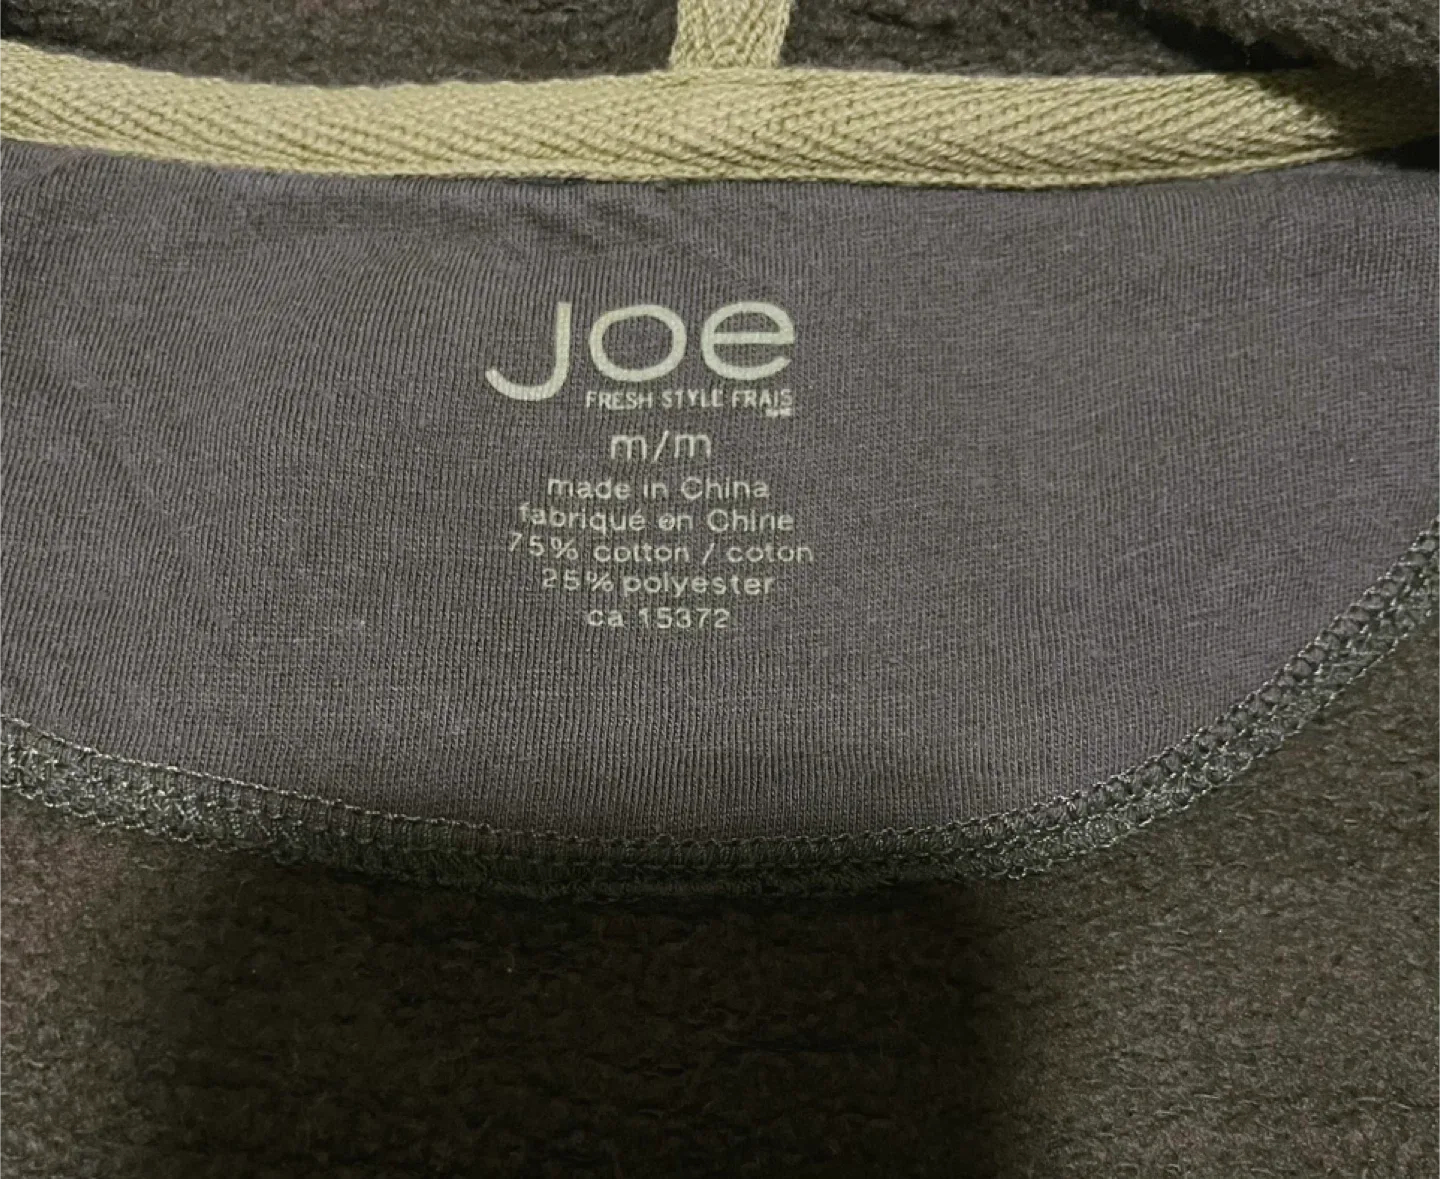 Joe
FRESH STYLE FRAIS
m/m
made in China
fabriqué en Chine
75% cotton / coton
25% polyester
ca 15372